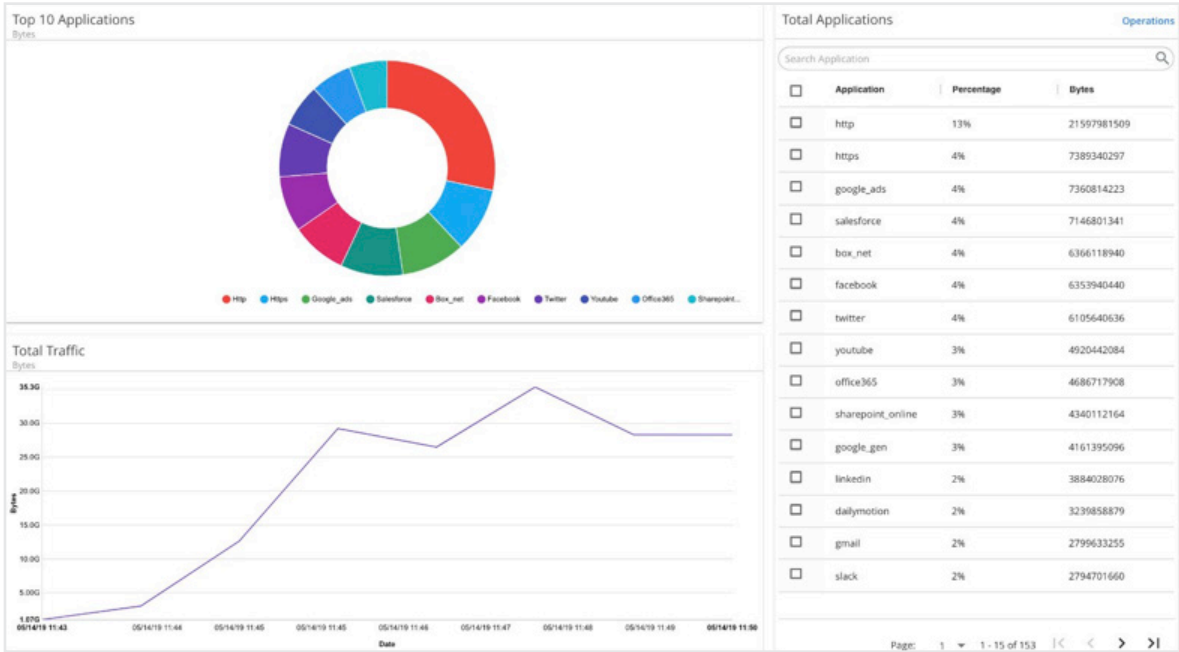 Top 10 Applications
Bytes
Http Https Google_ads Salesforce Box_net Facebook Twitter Youtube Office365 Sharepoint...
Total Traffic
Bytes
35.3G
30.0G
25.0G
20.0G
15.0G
10.0G
5.00G
1.07G
Bytes
05/14/19 11:43 05/14/19 11:44 05/14/19 11:45 05/14/19 11:45 05/14/19 11:46 05/14/19 11:47 05/14/19 11:48 05/14/19 11:49 05/14/19 11:50
Date
Total Applications Operations
Search Application
Application Percentage Bytes
http 13% 21597981509
https 4% 7389340297
google_ads 4% 7360814223
salesforce 4% 7146801341
box_net 4% 6366118940
facebook 4% 6353940440
twitter 4% 6105640636
youtube 3% 4920442084
office365 3% 4686717908
sharepoint_online 3% 4340112164
google_gen 3% 4161395096
linkedin 2% 3884028076
dailymotion 2% 3239858879
gmail 2% 2799633255
slack 2% 2794701660
Page: 1 1 - 15 of 153